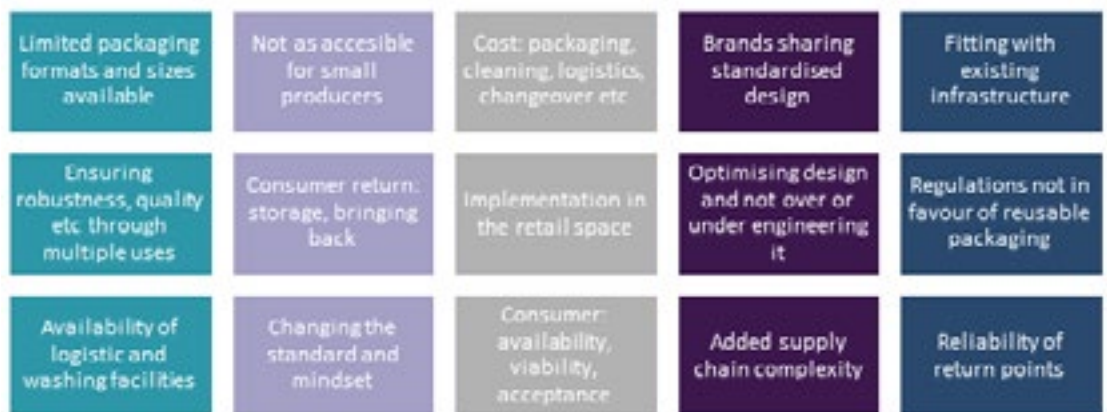 Limited packaging
formats and sizes
available
Not as accesible
for small
producers
Cost: packaging,
cleaning, logistics,
changeover etc
Brands sharing
standardised
design
Fitting with
existing
infrastructure
Ensuring
robustness, quality
etc through
multiple uses
Consumer return:
storage, bringing
back
Implementation in
the retail space
Optimising design
and not over or
under engineering
it
Regulations not in
favour of reusable
packaging
Availability of
logistic and
washing facilities
Changing the
standard and
mindset
Consumer:
availability,
viability,
acceptance
Added supply
chain complexity
Reliability of
return points